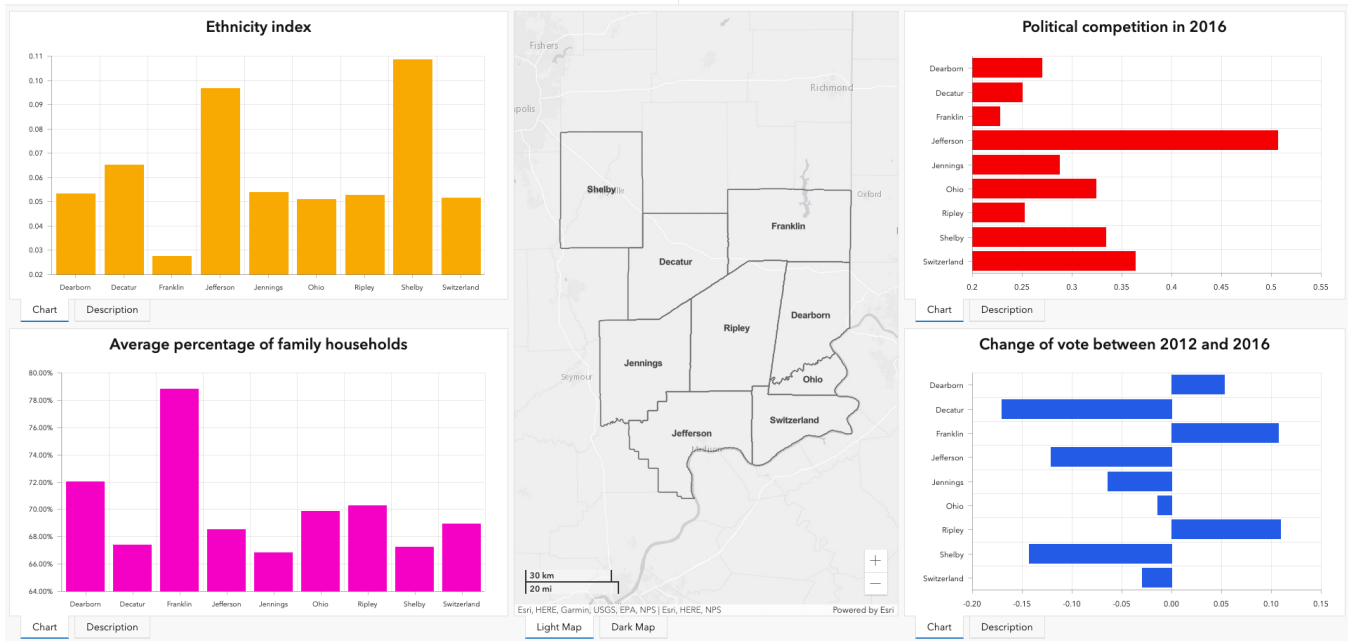 Ethnicity index
0.11
0.10
0.09
0.08
0.07
0.06
0.05
0.04
0.03
0.02
Dearborn Decatur Franklin Jefferson Jennings Ohio Ripley Shelby Switzerland
Chart Description
Average percentage of family households
80.00%
78.00%
76.00%
74.00%
72.00%
70.00%
68.00%
66.00%
64.00%
Dearborn Decatur Franklin Jefferson Jennings Ohio Ripley Shelby Switzerland
Chart Description
Fishers
Richmond
apolis
Shelby
Oxford
Franklin
Decatur
Dearborn
Ripley
Jennings
Seymour
Ohio
Switzerland
Jefferson
+
−
30 km
20 mi
Esri, HERE, Garmin, USGS, EPA, NPS | Esri, HERE, NPS Powered by Esri
Light Map Dark Map
Political competition in 2016
Dearborn
Decatur
Franklin
Jefferson
Jennings
Ohio
Ripley
Shelby
Switzerland
0.2 0.25 0.3 0.35 0.4 0.45 0.5 0.55
Chart Description
Change of vote between 2012 and 2016
Dearborn
Decatur
Franklin
Jefferson
Jennings
Ohio
Ripley
Shelby
Switzerland
-0.20 -0.15 -0.10 -0.05 0.00 0.05 0.10 0.15
Chart Description